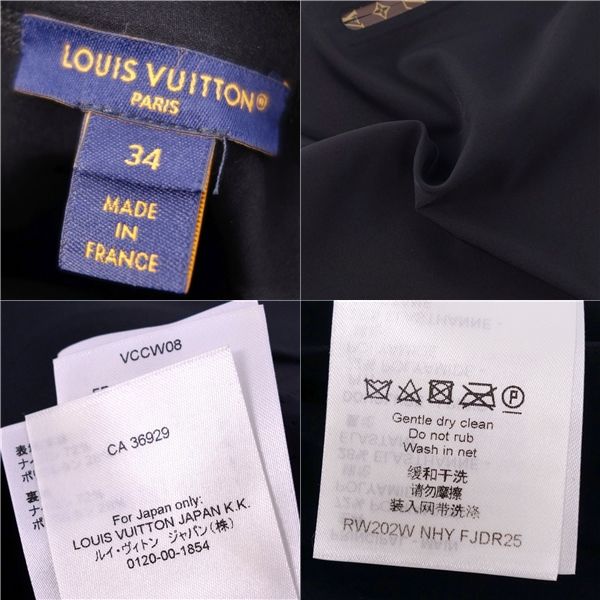 LOUIS VUITTON®
PARIS
34
MADE
IN
FRANCE
VCCW08
CA 36929
For Japan only:
LOUIS VUITTON JAPAN K.K.
ルイ・ヴィトン ジャパン(株)
0120-00-1854
Gentle dry clean
Do not rub
Wash in net
缓和干洗
请勿摩擦
装入网带洗涤
RW202W NHY FJDR25